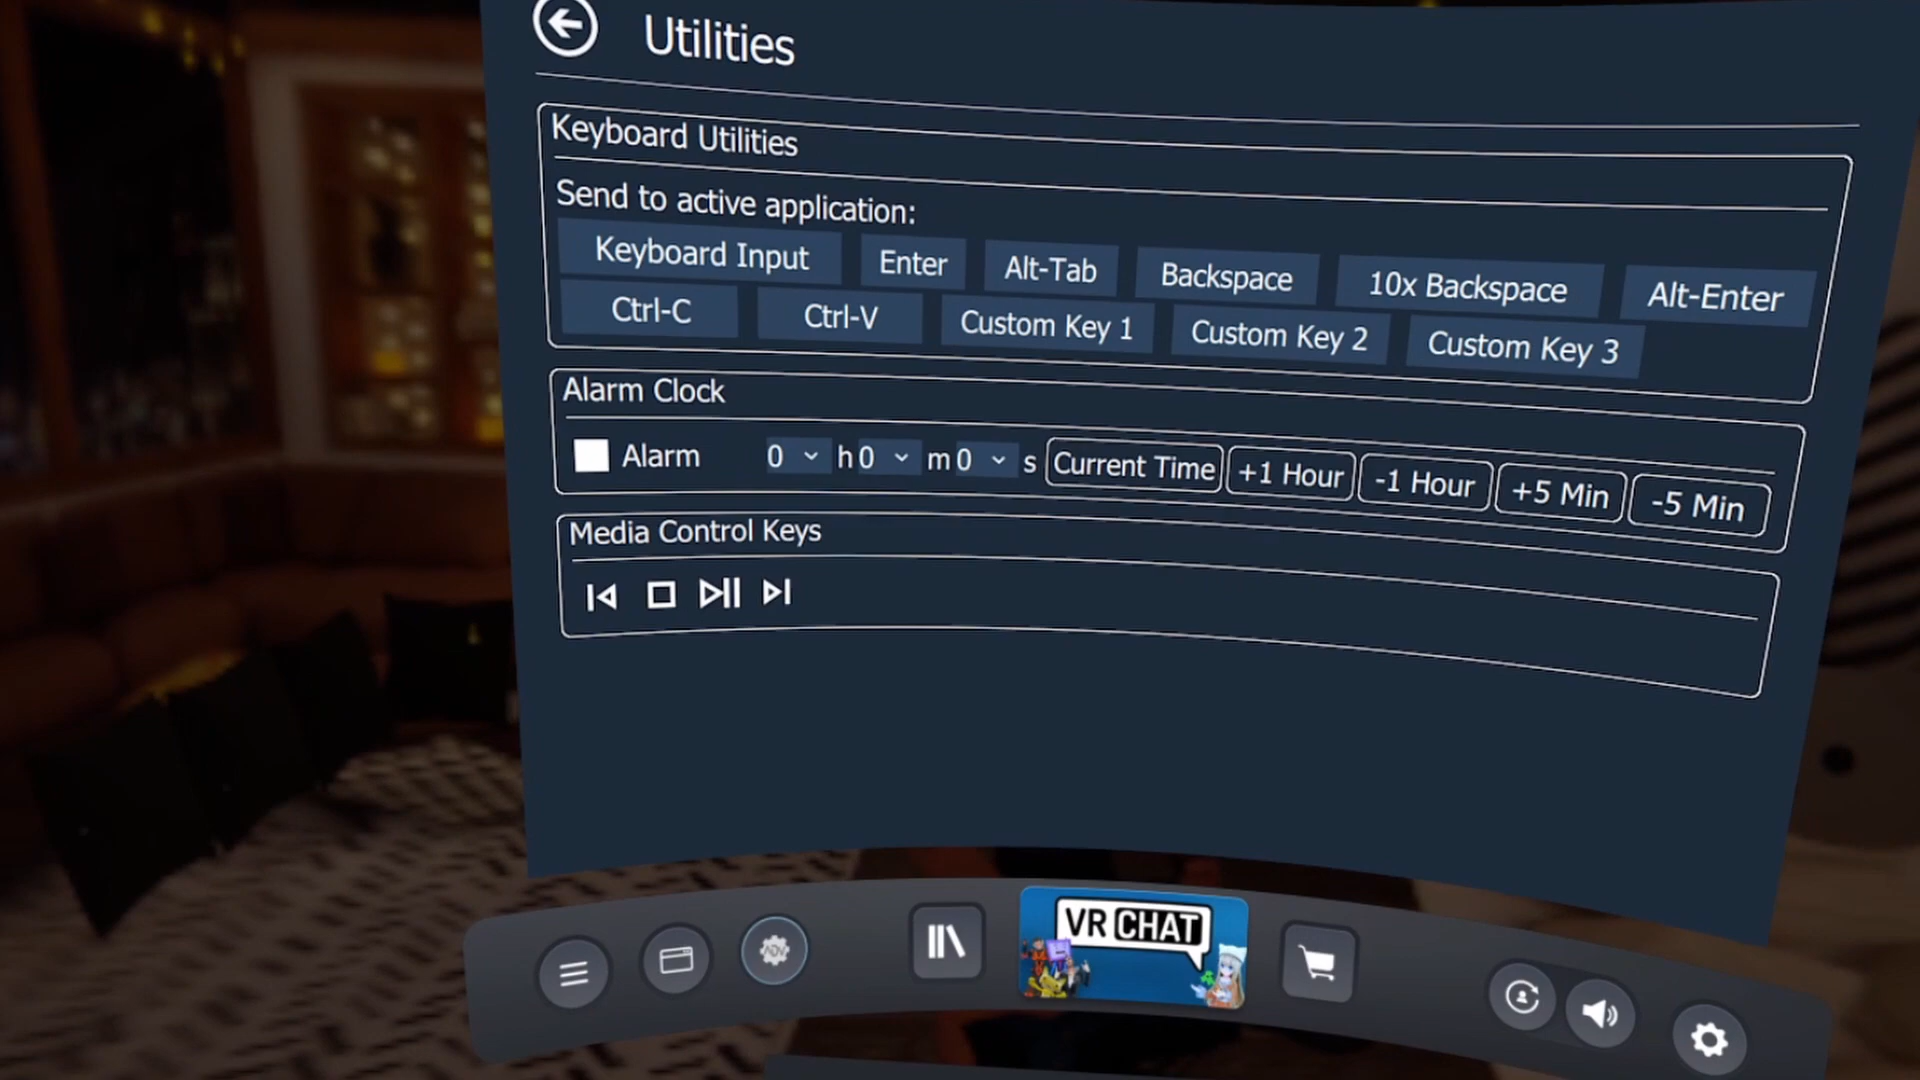 Utilities
Keyboard Utilities
Send to active application:
Keyboard Input Enter Alt-Tab Backspace 10x Backspace Alt-Enter
Ctrl-C Ctrl-V Custom Key 1 Custom Key 2 Custom Key 3
Alarm Clock
Alarm 0 h 0 m 0 s Current Time +1 Hour -1 Hour +5 Min -5 Min
Media Control Keys
ADV
VRCHAT